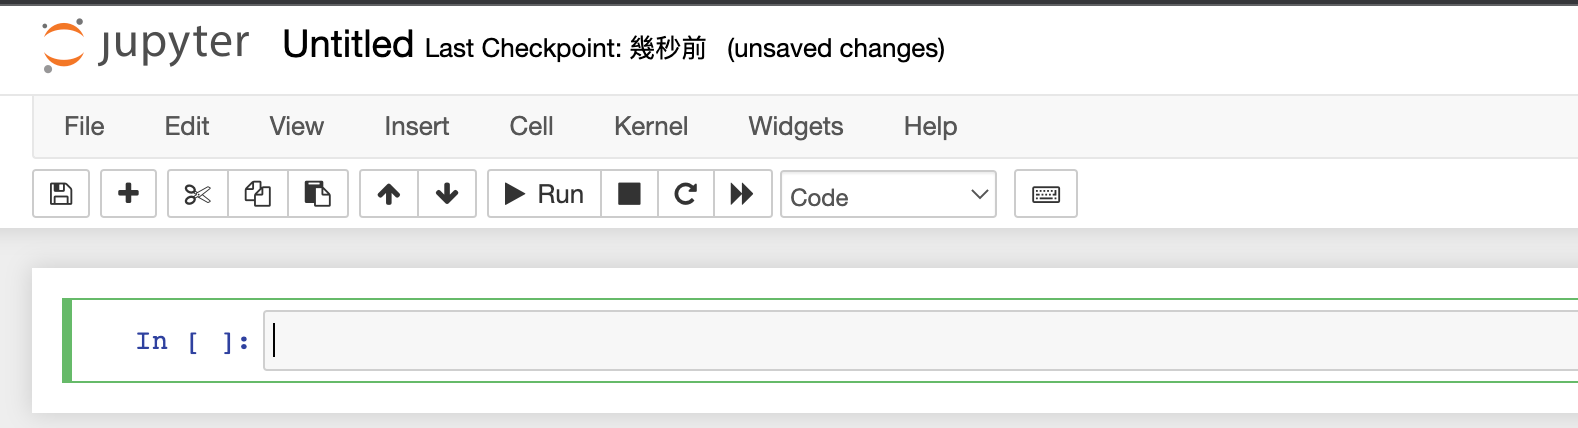 jupyter Untitled Last Checkpoint: 幾秒前 (unsaved changes)
File Edit View Insert Cell Kernel Widgets Help
Run Code
In [ ]: